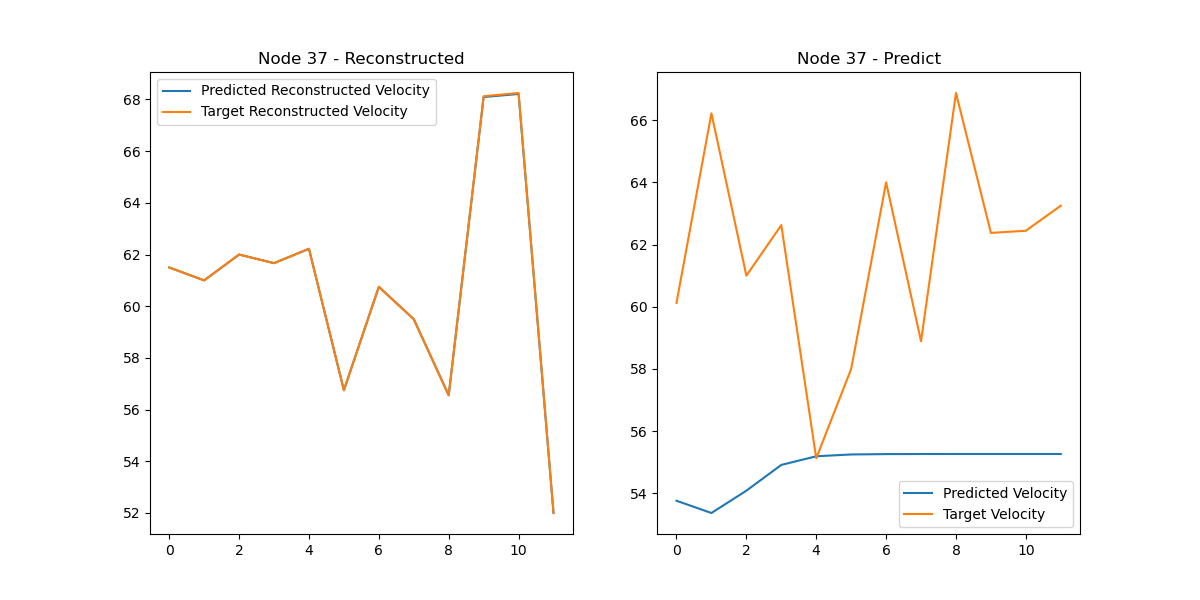 Node 37 - Reconstructed
Predicted Reconstructed Velocity
Target Reconstructed Velocity
68
66
64
62
60
58
56
54
52
0 2 4 6 8 10
Node 37 - Predict
66
64
62
60
58
56
54
Predicted Velocity
Target Velocity
0 2 4 6 8 10